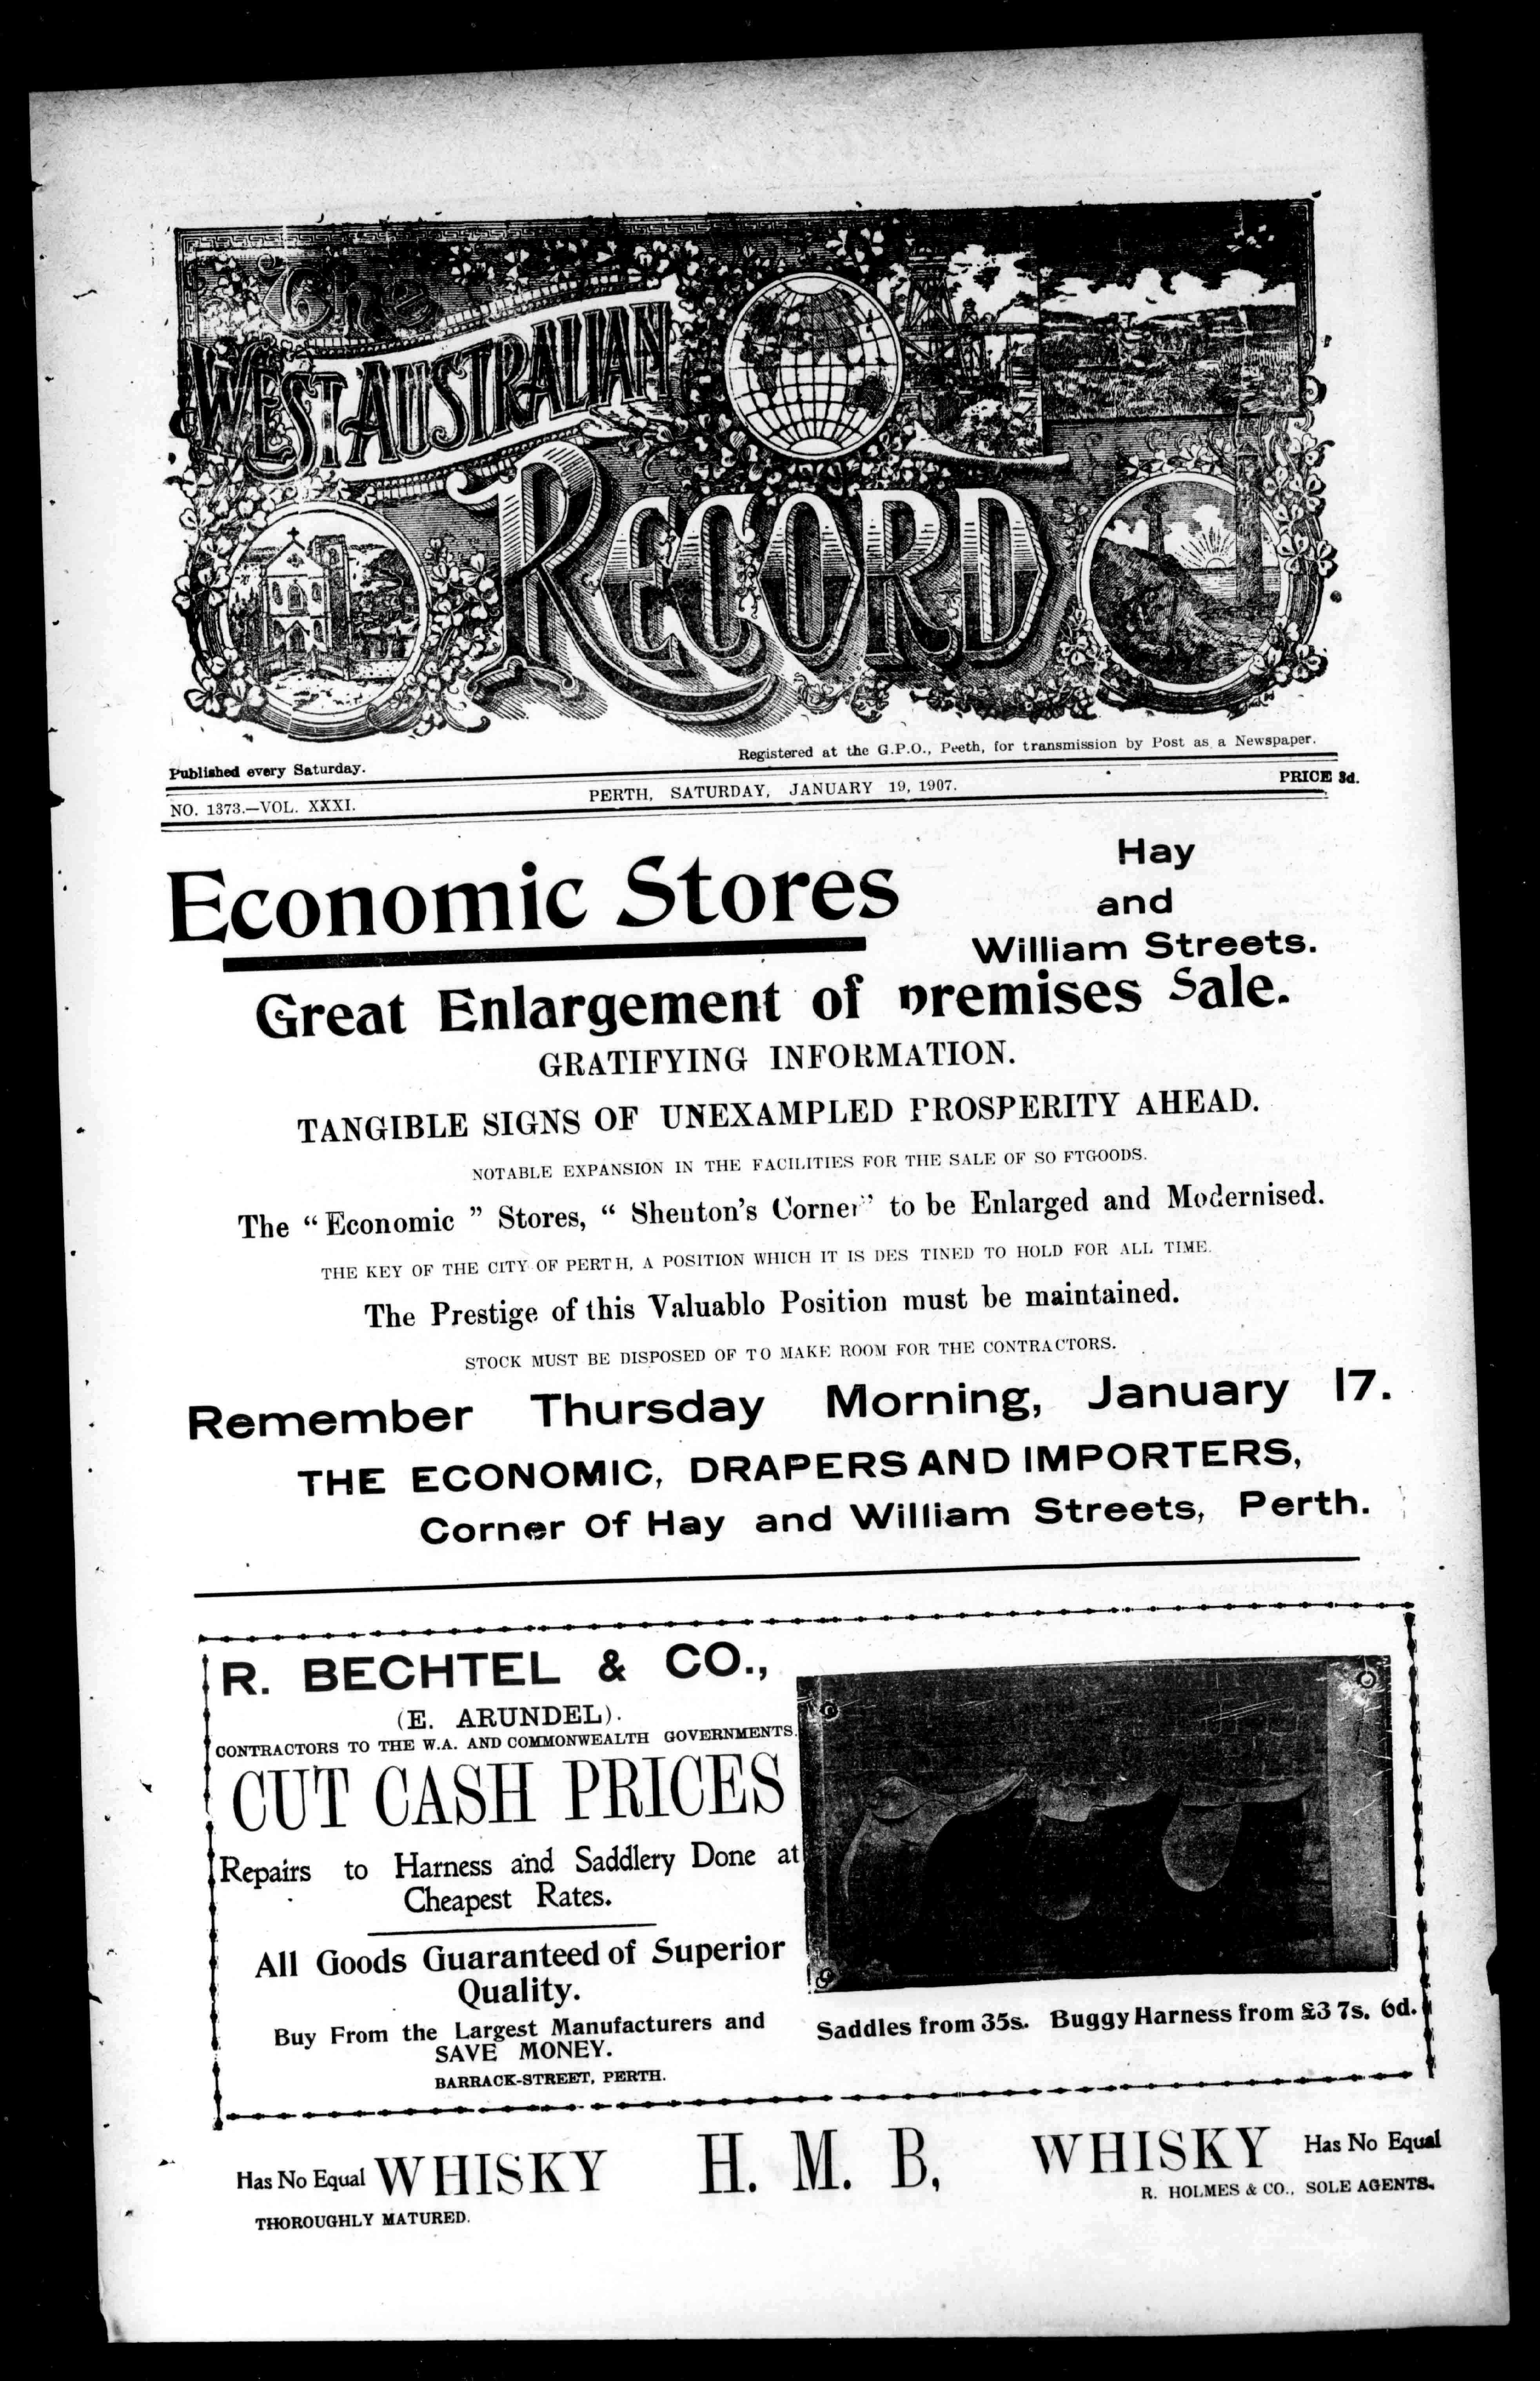 The
WEST AUSTRALIAN
RECORD
Registered at the G.P.O., Peeth, for transmission by Post as a Newspaper.
Published every Saturday.
NO. 1373.—VOL. XXXI.
PERTH, SATURDAY, JANUARY 19, 1907.
PRICE 3d.
Economic Stores
Hay
and
William Streets.
Great Enlargement of premises Sale.
GRATIFYING INFORMATION.
TANGIBLE SIGNS OF UNEXAMPLED PROSPERITY AHEAD.
NOTABLE EXPANSION IN THE FACILITIES FOR THE SALE OF SO FTGOODS.
The “Economic ” Stores, “ Shenton's Corner” to be Enlarged and Modernised.
THE KEY OF THE CITY OF PERTH, A POSITION WHICH IT IS DES TINED TO HOLD FOR ALL TIME.
The Prestige of this Valuablo Position must be maintained.
STOCK MUST BE DISPOSED OF TO MAKE ROOM FOR THE CONTRACTORS.
Remember Thursday Morning, January 17.
THE ECONOMIC, DRAPERS AND IMPORTERS,
Corner Of Hay and William Streets, Perth.
R. BECHTEL & CO.,
(E. ARUNDEL).
CONTRACTORS TO THE W.A. AND COMMONWEALTH GOVERNMENTS.
CUT CASH PRICES
Repairs to Harness and Saddlery Done at
Cheapest Rates.
All Goods Guaranteed of Superior
Quality.
Buy From the Largest Manufacturers and
SAVE MONEY.
BARRACK-STREET, PERTH.
Saddles from 35s. Buggy Harness from £3 7s. 6d.
Has No Equal WHISKY H. M. B, WHISKY Has No Equal
THOROUGHLY MATURED.
R. HOLMES & CO., SOLE AGENTS.